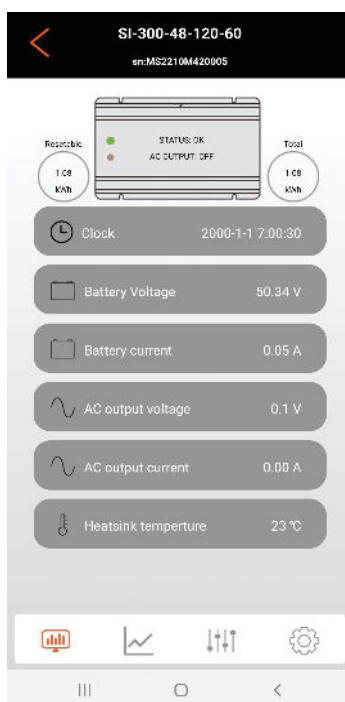 SI-300-48-120-60
sn:MS2210M420005
STATUS: OK
AC OUTPUT: OFF
Resetable
1.08
kWh
Total
1.08
kWh
Clock 2000-1-1 7:00:30
Battery Voltage 50.34 V
Battery current 0.05 A
AC output voltage 0.1 V
AC output current 0.00 A
Heatsink temperture 23 ℃